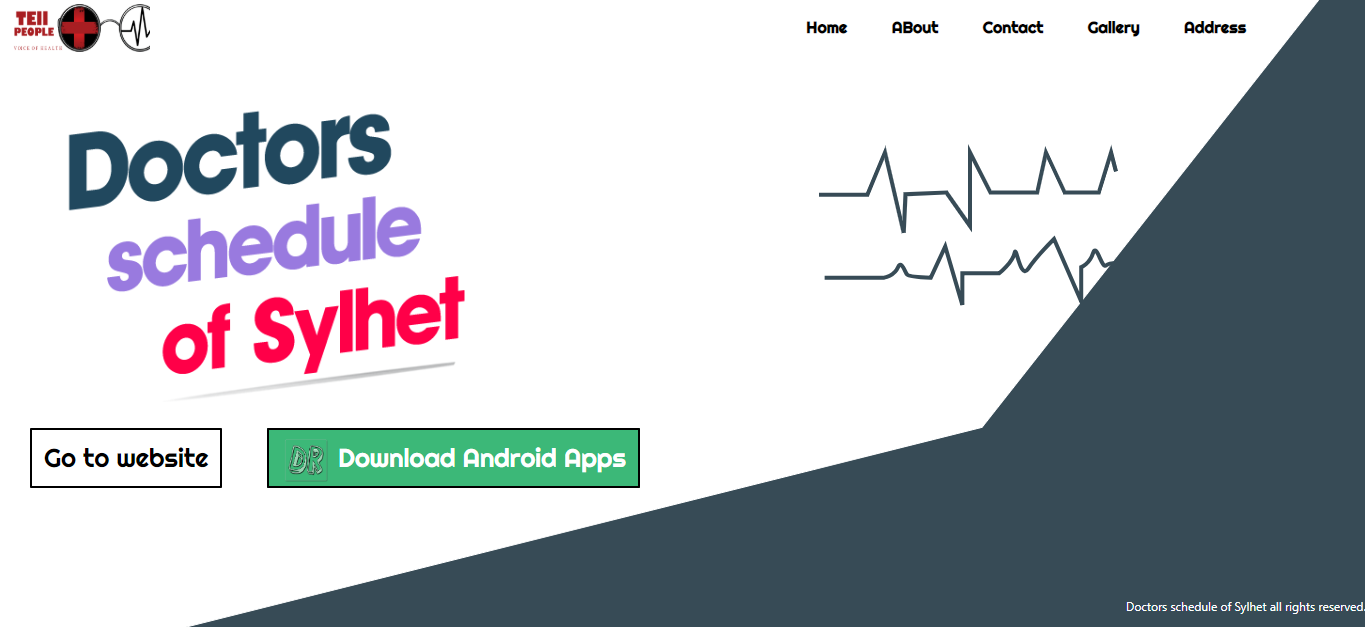 TEll
PEOPLE
VOICE OF HEALTH
Home ABout Contact Gallery Address
Doctors
schedule
of Sylhet
Go to website
DR Download Android Apps
Doctors schedule of Sylhet all rights reserved.